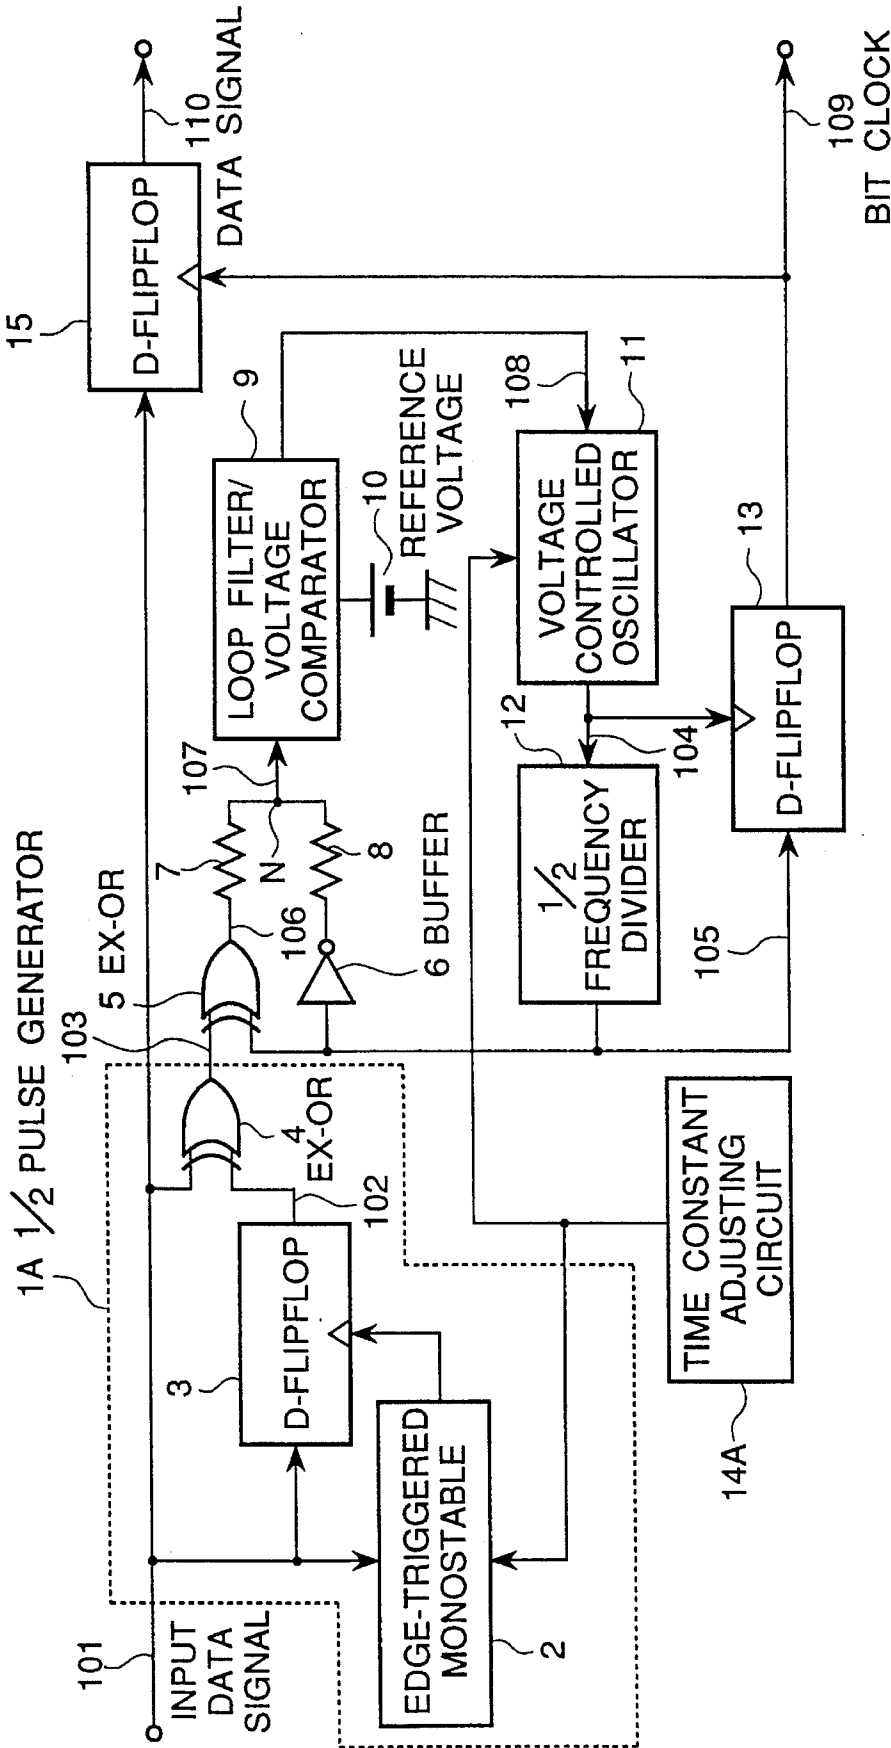 1A 1/2 PULSE GENERATOR
101
INPUT
DATA
SIGNAL
3
D-FLIPFLOP
EDGE-TRIGGERED
MONOSTABLE
2
102
4
EX-OR
103
5 EX-OR
106
7
N
8
6 BUFFER
107
LOOP FILTER/
VOLTAGE
COMPARATOR
9
10
REFERENCE
VOLTAGE
15
D-FLIPFLOP
110
DATA SIGNAL
108
VOLTAGE
CONTROLLED
OSCILLATOR
11
12
1/2
FREQUENCY
DIVIDER
104
105
D-FLIPFLOP
13
109
BIT CLOCK
TIME CONSTANT
ADJUSTING
CIRCUIT
14A